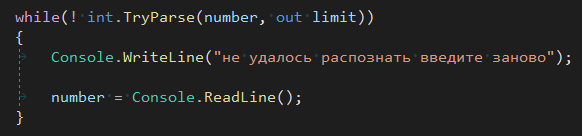 while(! int.TryParse(number, out limit))
{
Console.WriteLine("не удалось распознать введите заново");
number = Console.ReadLine();
}